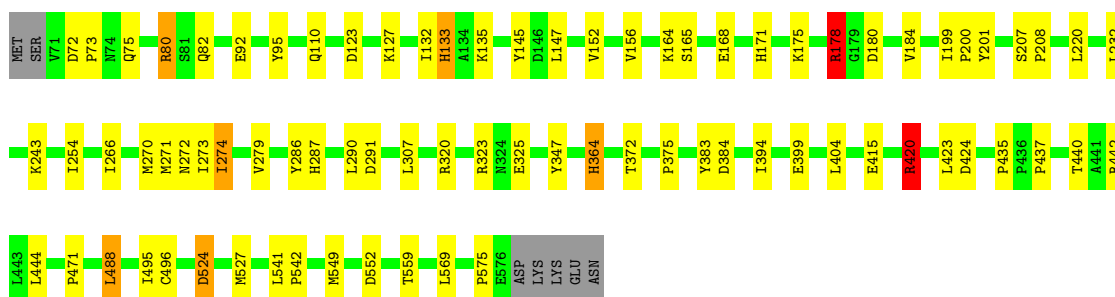 MET SER V71 D72 P73 N74 Q75 R80 S81 Q82 E92 Y95 Q110 D123 K127 I132 H133 A134 K135 Y145 D146 L147 V152 V156 K164 S165 E168 H171 K175 R178 G179 D180 V184 I199 P200 Y201 S207 P208 L220
K243 I254 I266 M270 M271 N272 I273 I274 V279 Y286 H287 L290 D291 L307 R320 R323 N324 E325 Y347 H364 T372 P375 Y383 D384 I394 E399 L404 E415 R420 L423 D424 P435 P436 P437 T440 A441
L443 L444 P471 L488 I495 C496 D524 M527 L541 P542 M549 D552 T559 L569 P575 E576 ASP LYS LYS GLU ASN